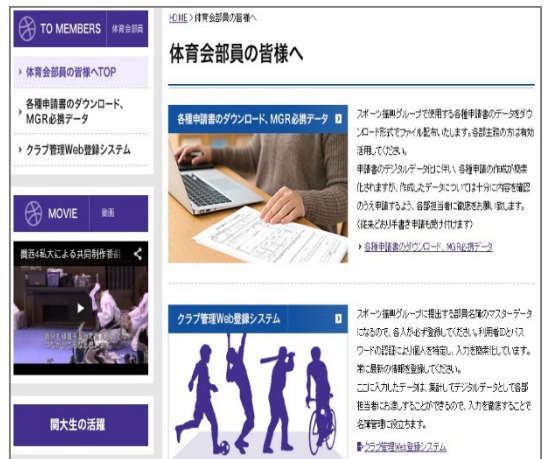 TO MEMBERS 体育会部員
体育会部員の皆様へTOP
各種申請書のダウンロード、
MGR必携データ
クラブ管理Web登録システム
MOVIE 動画
関西4私大による共同制作番組
関大生の活躍
HOME > 体育会部員の皆様へ
体育会部員の皆様へ
各種申請書のダウンロード、MGR必携データ
スポーツ振興グループで使用する各種申請書のデータをダウ
ンロード形式でファイル配布いたします。各部主務の方は有効
活用してください。
申請書のデジタルデータ化に伴い、各種申請の作成が簡素
化されますが、作成したデータについては十分に内容を確認
のうえ申請するよう、各部担当者に徹底をお願い致します。
(従来どおり手書き申請も受け付けます)
各種申請書のダウンロード、MGR必携データ
クラブ管理Web登録システム
スポーツ振興グループに提出する部員名簿のマスターデータ
になるので、各人が必ず登録してください。利用者IDとパス
ワードの認証により個人を特定し、入力を簡素化しています。
常に最新の情報を登録してください。
ここに入力したデータは、集計してデジタルデータとして各部
担当者にお渡しすることができるので、入力を徹底することで
名簿管理に役立ちます。
クラブ管理Web登録システム